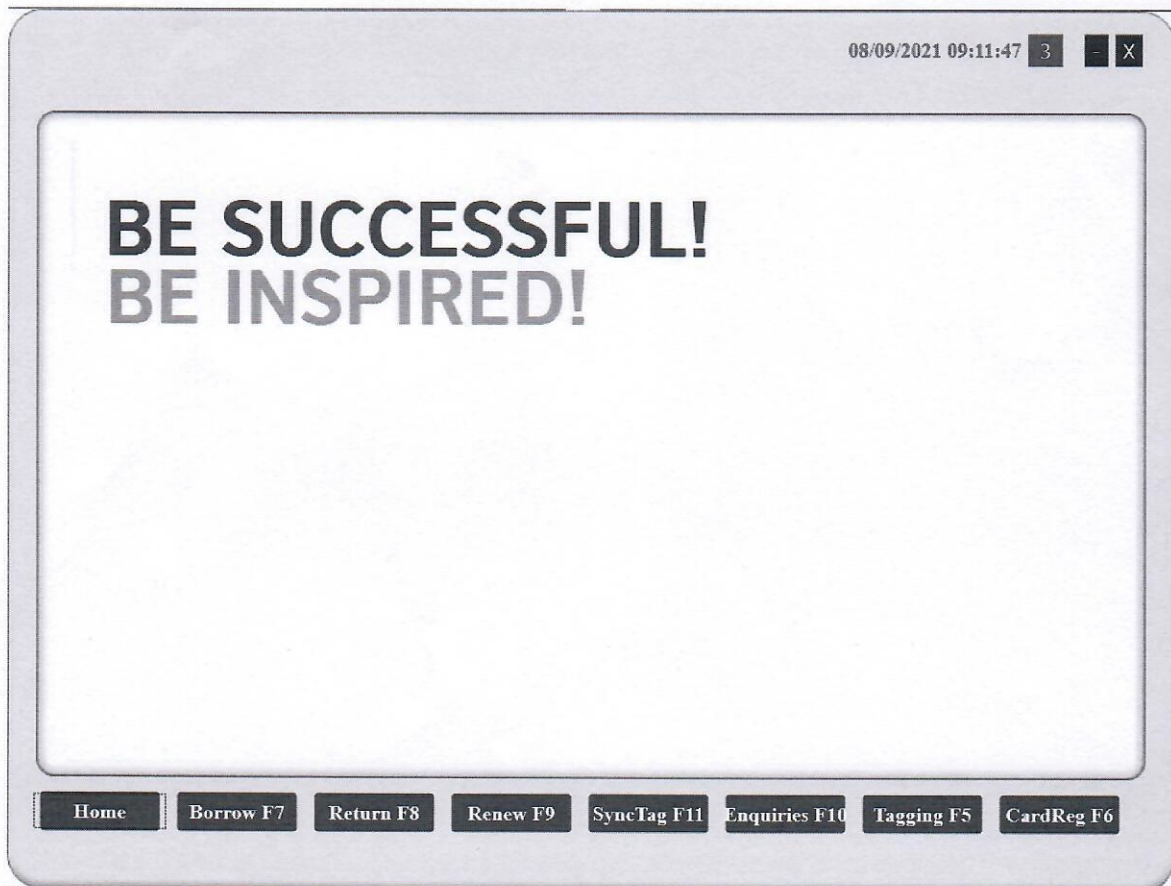 08/09/2021 09:11:47 3 - X
BE SUCCESSFUL!
BE INSPIRED!
Home Borrow F7 Return F8 Renew F9 SyncTag F11 Enquiries F10 Tagging F5 CardReg F6